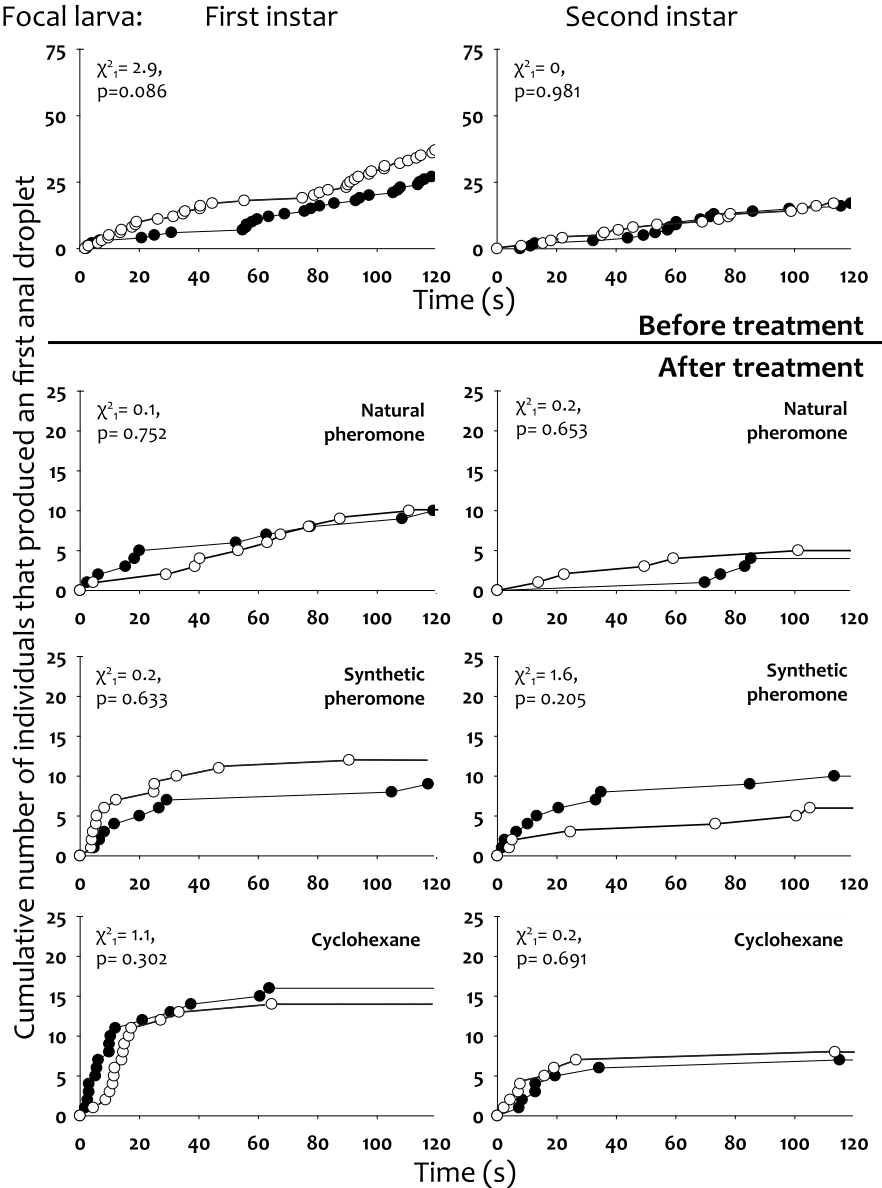 Focal larva: First instar Second instar
Cumulative number of individuals that produced an first anal droplet
75
50
25
0
χ²₁= 2.9,
p=0.086
0 20 40 60 80 100 120
75
50
25
0
χ²₁= 0,
p=0.981
0 20 40 60 80 100 120
Time (s)
Before treatment
After treatment
25
20
15
10
5
0
χ²₁= 0.1,
p= 0.752
Natural
pheromone
0 20 40 60 80 100 120
25
20
15
10
5
0
χ²₁= 0.2,
p= 0.653
Natural
pheromone
0 20 40 60 80 100 120
25
20
15
10
5
0
χ²₁= 0.2,
p= 0.633
Synthetic
pheromone
0 20 40 60 80 100 120
25
20
15
10
5
0
χ²₁= 1.6,
p= 0.205
Synthetic
pheromone
0 20 40 60 80 100 120
25
20
15
10
5
0
χ²₁= 1.1,
p= 0.302
Cyclohexane
0 20 40 60 80 100 120
25
20
15
10
5
0
χ²₁= 0.2,
p= 0.691
Cyclohexane
0 20 40 60 80 100 120
Time (s)